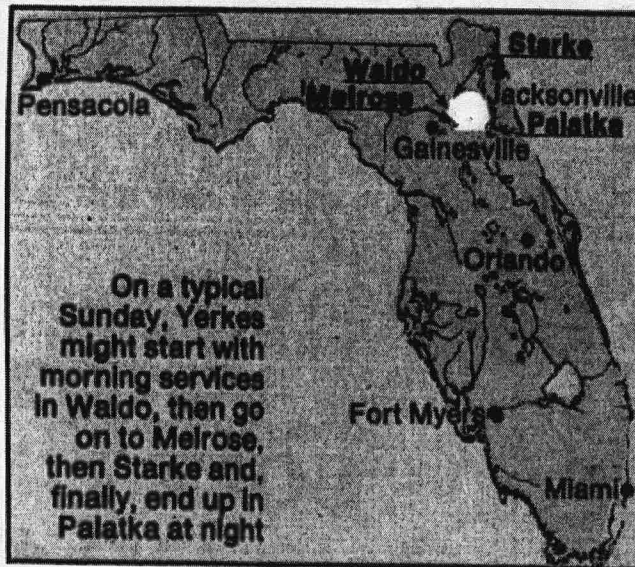 Starke
Waldo
Melrose
Jacksonville
Pensacola
Palatka
Gainesville
Orlando
On a typical
Sunday, Yerkes
might start with
morning services
in Waldo, then go
on to Melrose,
then Starke and,
finally, end up in
Palatka at night
Fort Myers
Miami